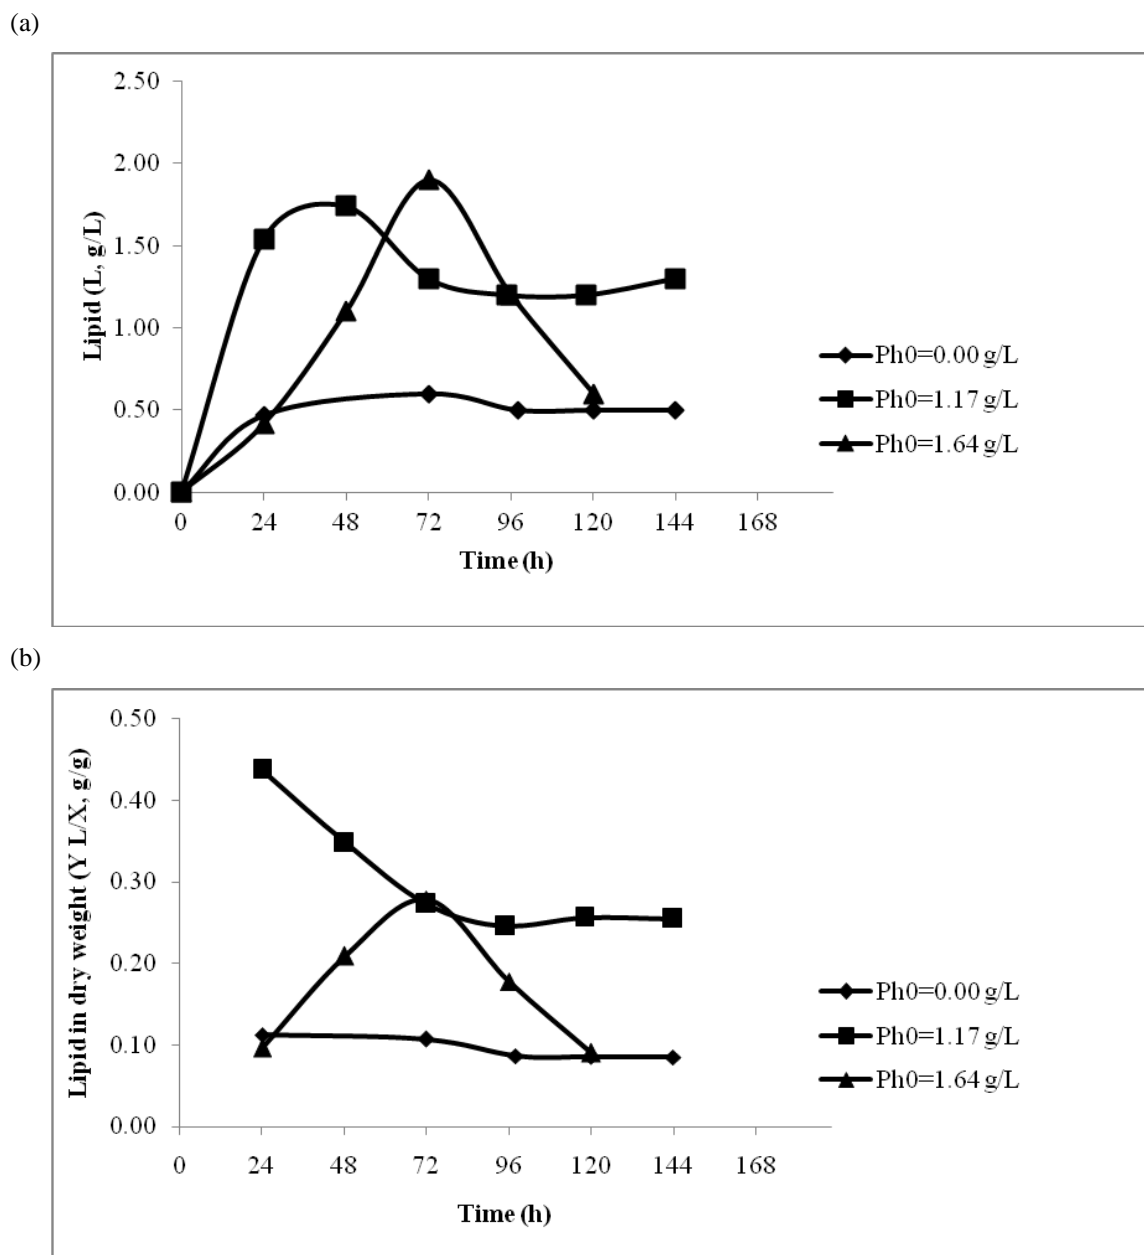 (a)
2.50
2.00
1.50
1.00
0.50
0.00
Lipid (L, g/L)
0 24 48 72 96 120 144 168
Time (h)
Ph0=0.00 g/L
Ph0=1.17 g/L
Ph0=1.64 g/L
(b)
0.50
0.40
0.30
0.20
0.10
0.00
Lipid in dry weight (Y L/X, g/g)
0 24 48 72 96 120 144 168
Time (h)
Ph0=0.00 g/L
Ph0=1.17 g/L
Ph0=1.64 g/L